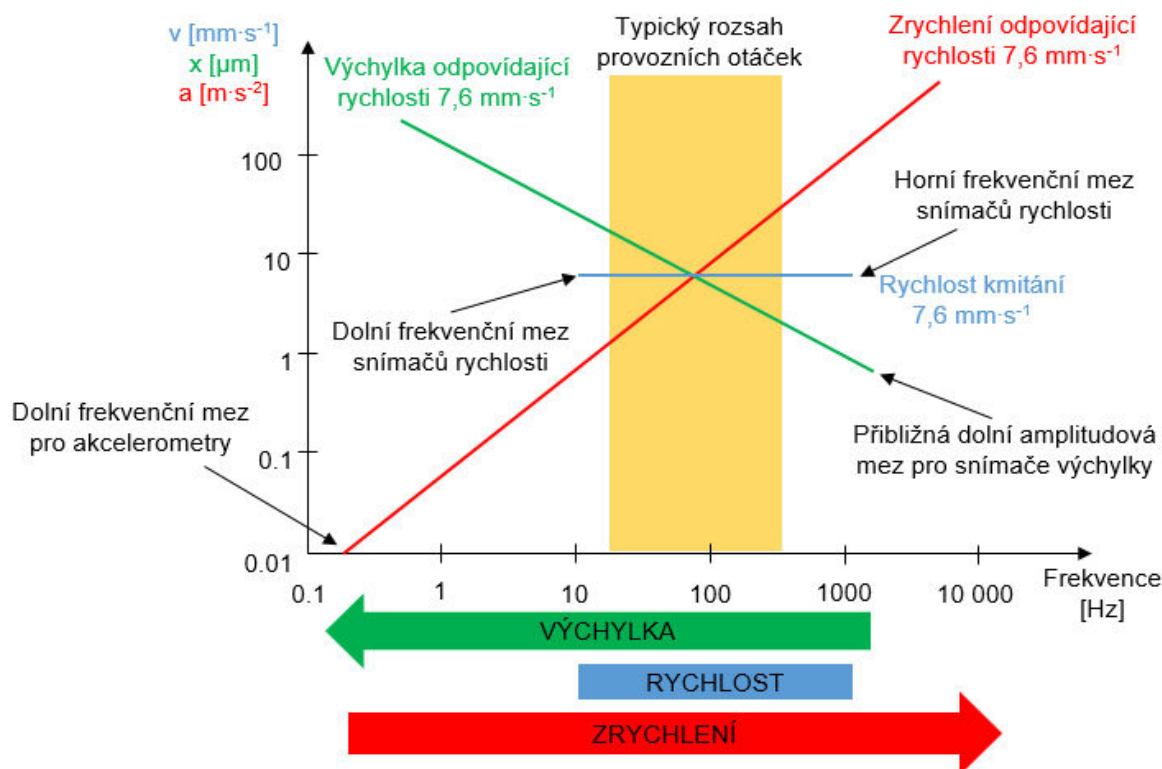 v [mm·s⁻¹]
x [µm]
a [m·s⁻²]
Výchylka odpovídající
rychlosti 7,6 mm·s⁻¹
Typický rozsah
provozních otáček
Zrychlení odpovídající
rychlosti 7,6 mm·s⁻¹
100
10
1
0.1
0.01
Horní frekvenční mez
snímačů rychlosti
Rychlost kmitání
7,6 mm·s⁻¹
Dolní frekvenční mez
snímačů rychlosti
Dolní frekvenční mez
pro akcelerometry
Přibližná dolní amplitudová
mez pro snímače výchylky
0.1
1
10
100
1000
10 000
Frekvence
[Hz]
VÝCHYLKA
RYCHLOST
ZRYCHLENÍ